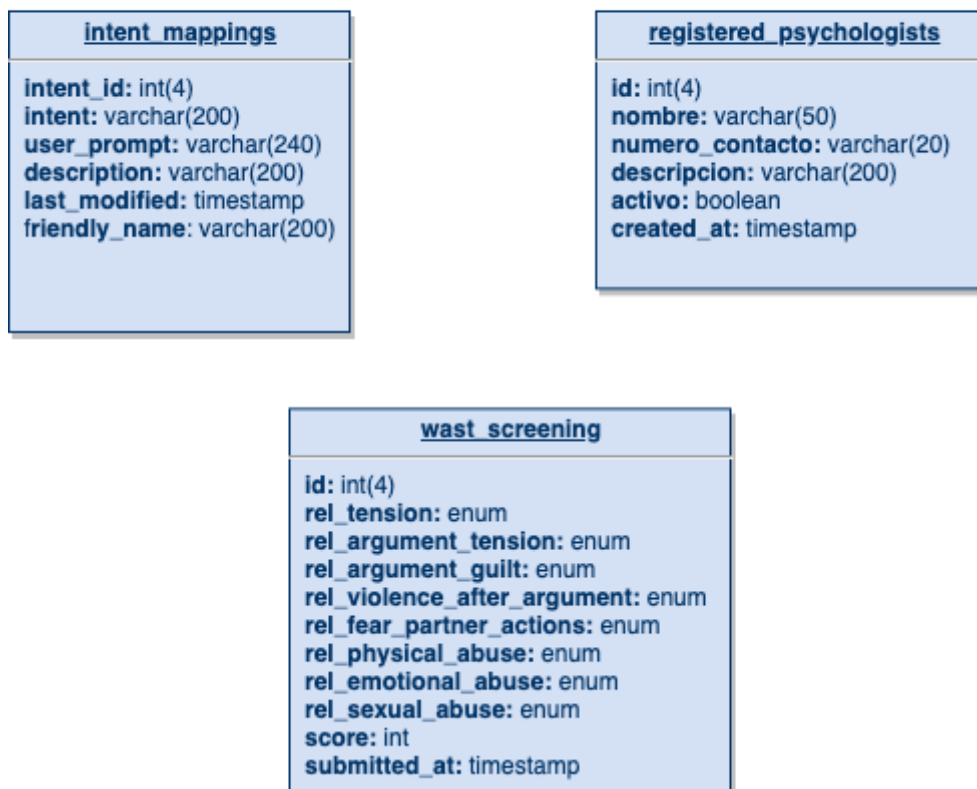 intent_mappings
intent_id: int(4)
intent: varchar(200)
user_prompt: varchar(240)
description: varchar(200)
last_modified: timestamp
friendly_name: varchar(200)
registered_psychologists
id: int(4)
nombre: varchar(50)
numero_contacto: varchar(20)
descripcion: varchar(200)
activo: boolean
created_at: timestamp
wast_screening
id: int(4)
rel_tension: enum
rel_argument_tension: enum
rel_argument_guilt: enum
rel_violence_after_argument: enum
rel_fear_partner_actions: enum
rel_physical_abuse: enum
rel_emotional_abuse: enum
rel_sexual_abuse: enum
score: int
submitted_at: timestamp